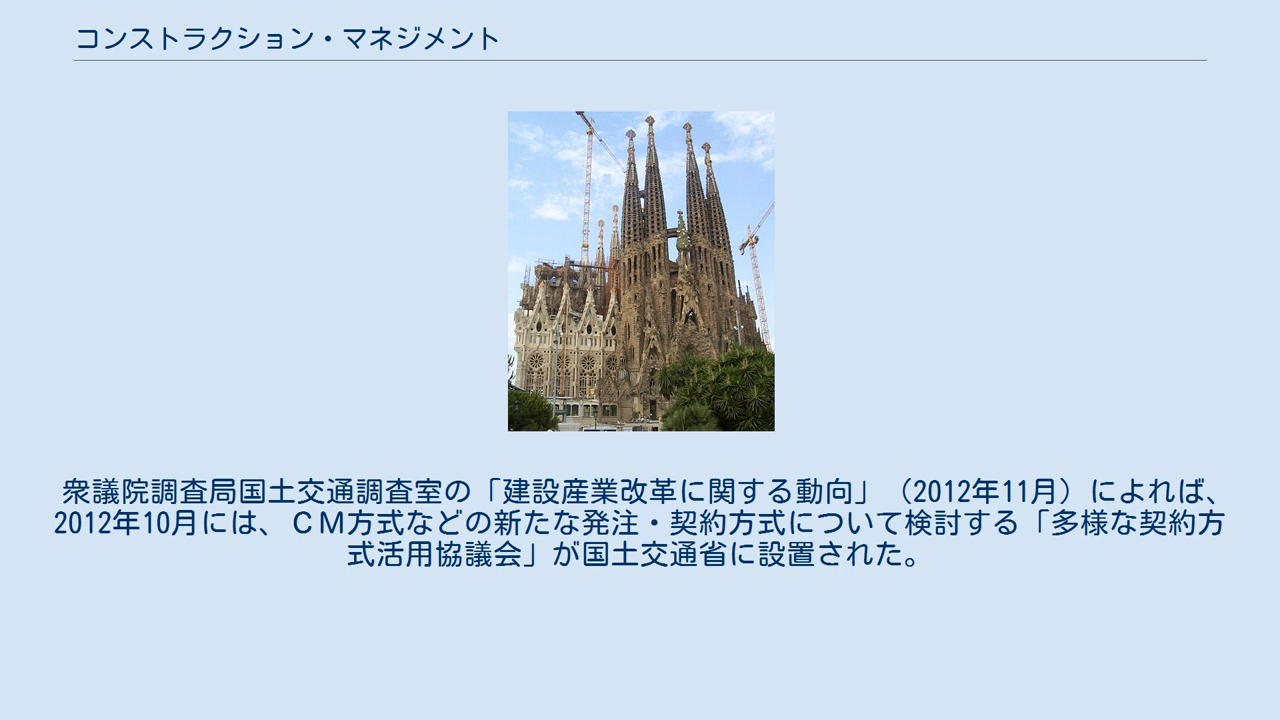 コンストラクション・マネジメント
衆議院調査局国土交通調査室の「建設産業改革に関する動向」（2012年11月）によれば、
2012年10月には、ＣＭ方式などの新たな発注・契約方式について検討する「多様な契約方
式活用協議会」が国土交通省に設置された。